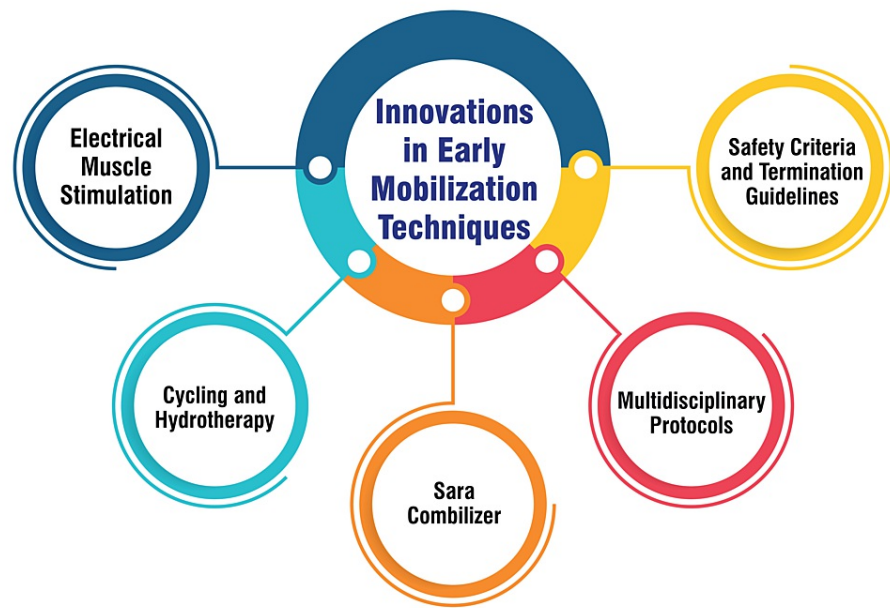 Innovations
in Early
Mobilization
Techniques
Electrical
Muscle
Stimulation
Cycling and
Hydrotherapy
Sara
Combilizer
Multidisciplinary
Protocols
Safety Criteria
and Termination
Guidelines